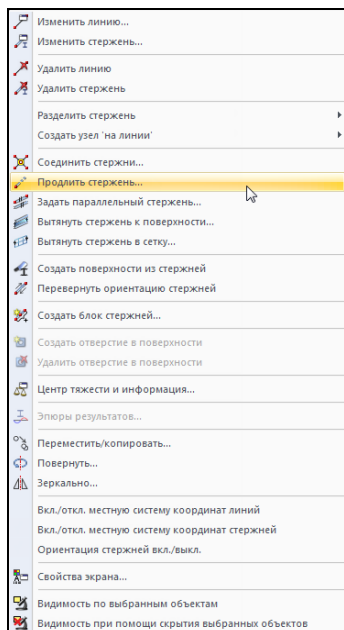 Изменить линию...
Изменить стержень...
Удалить линию
Удалить стержень
Разделить стержень
Создать узел 'на линии'
Соединить стержни...
Продлить стержень...
Задать параллельный стержень...
Вытянуть стержень к поверхности...
Вытянуть стержень в сетку...
Создать поверхности из стержней
Перевернуть ориентацию стержней
Создать блок стержней...
Создать отверстие в поверхности
Удалить отверстие в поверхности
Центр тяжести и информация...
Эпюры результатов...
Переместить/копировать...
Повернуть...
Зеркально...
Вкл./откл. местную систему координат линий
Вкл./откл. местную систему координат стержней
Ориентация стержней вкл./выкл.
Свойства экрана...
Видимость по выбранным объектам
Видимость при помощи скрытия выбранных объектов